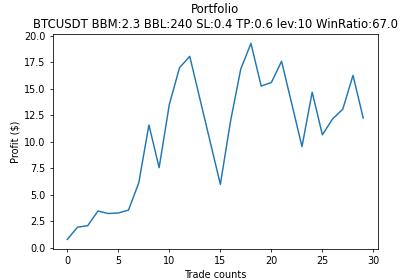 Portfolio
BTCUSDT BBM:2.3 BBL:240 SL:0.4 TP:0.6 lev:10 WinRatio:67.0
20.0
17.5
15.0
12.5
10.0
7.5
5.0
2.5
0.0
Profit ($)
0 5 10 15 20 25 30
Trade counts